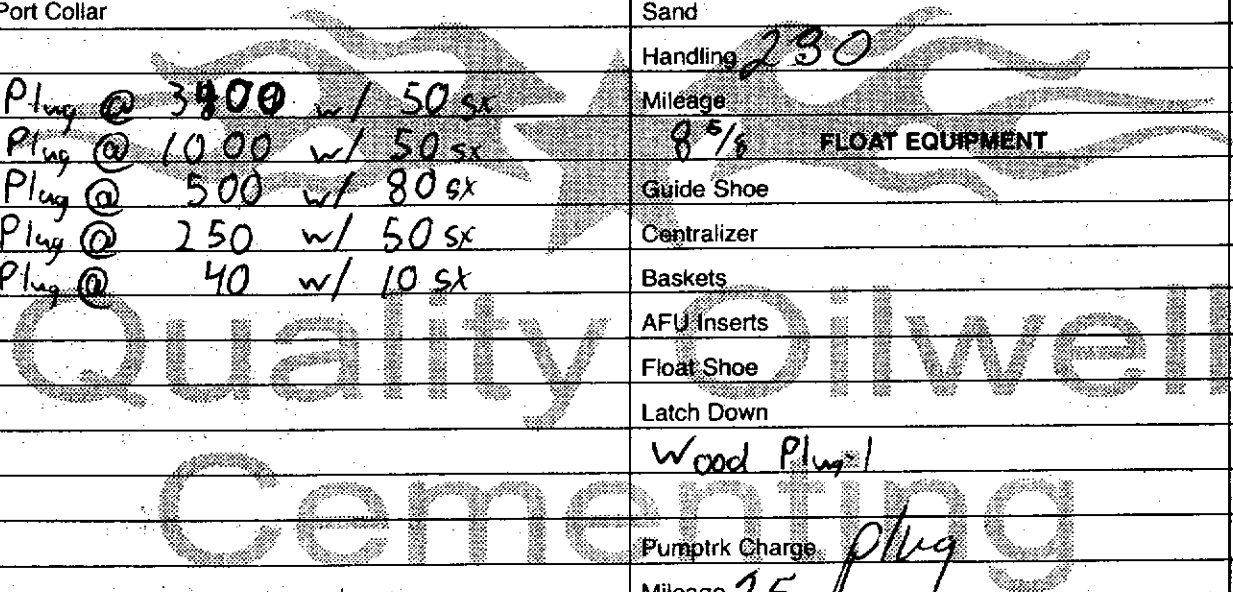 Port Collar
Plug @ 3400 w/ 50 sx
Plug @ 1000 w/ 50 sx
Plug @ 500 w/ 80 sx
Plug @ 250 w/ 50 sx
Plug @ 40 w/ 10 sx
Sand
Handling 290
Mileage
8 5/8 FLOAT EQUIPMENT
Guide Shoe
Centralizer
Baskets
AFU Inserts
Float Shoe
Latch Down
Wood Plug-1
Pumptrk Charge plug
Mileage 25
Quality Oilwell
Cementing